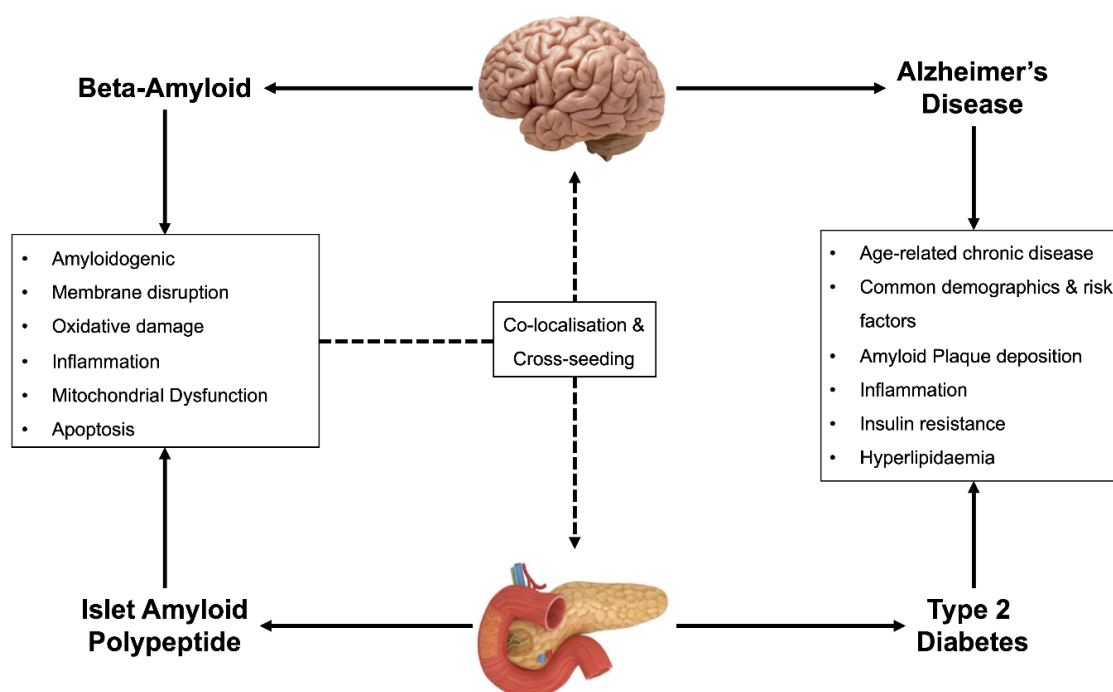 Beta-Amyloid
Alzheimer's
Disease
• Amyloidogenic
• Membrane disruption
• Oxidative damage
• Inflammation
• Mitochondrial Dysfunction
• Apoptosis
Co-localisation &
Cross-seeding
• Age-related chronic disease
• Common demographics & risk
factors
• Amyloid Plaque deposition
• Inflammation
• Insulin resistance
• Hyperlipidaemia
Islet Amyloid
Polypeptide
Type 2
Diabetes